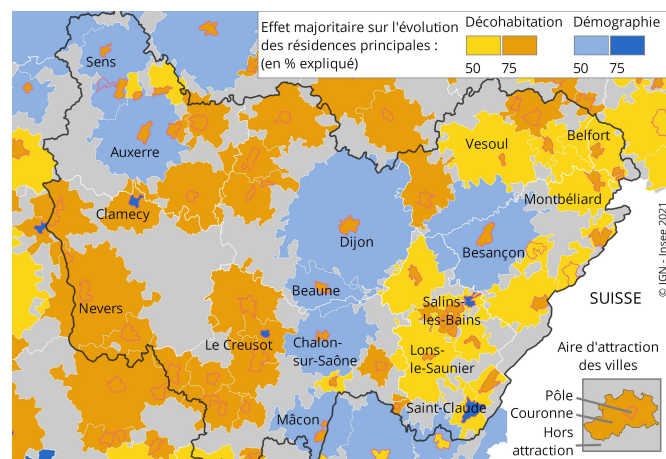 Effet majoritaire sur l'évolution
des résidences principales :
(en % expliqué)
Décohabitation
50 75
Démographie
50 75
Sens
Auxerre
Clamecy
Nevers
Vesoul
Belfort
Montbéliard
Dijon
Besançon
Beaune
Salins-
les-Bains
Le Creusot
Chalon-
sur-Saône
Lons-
le-Saunier
Saint-Claude
Mâcon
SUISSE
Aire d'attraction
des villes
Pôle
Couronne
Hors
attraction
© IGN - Insee 2021